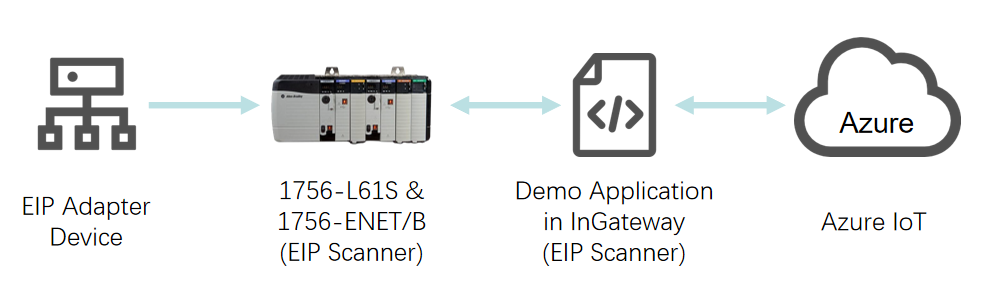 Azure
EIP Adapter
Device
1756-L61S &
1756-ENET/B
(EIP Scanner)
Demo Application
in InGateway
(EIP Scanner)
Azure IoT